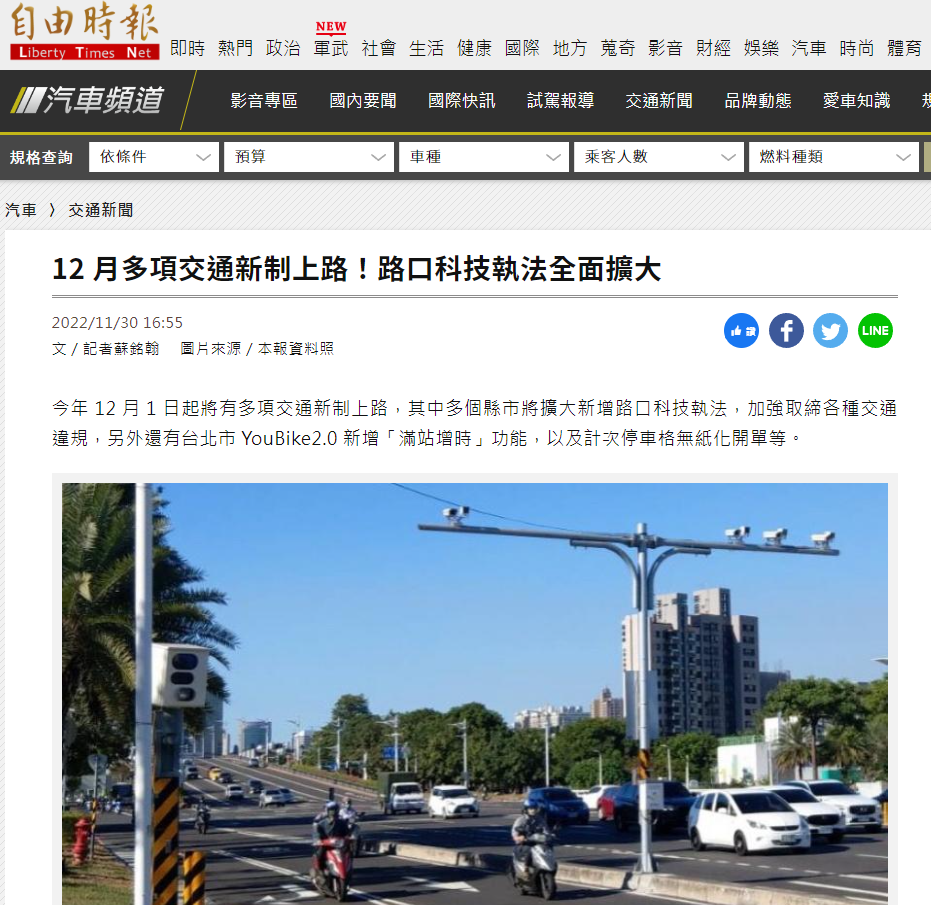 自由時報
Liberty Times Net
NEW
即時 熱門 政治 軍武 社會 生活 健康 國際 地方 蒐奇 影音 財經 娛樂 汽車 時尚 體育
汽車頻道
影音專區 國內要聞 國際快訊 試駕報導 交通新聞 品牌動態 愛車知識
規格查詢 依條件 預算 車種 乘客人數 燃料種類
汽車 〉 交通新聞
12 月多項交通新制上路！路口科技執法全面擴大
2022/11/30 16:55
文 / 記者蘇銘翰 圖片來源 / 本報資料照
讚 LINE
今年 12 月 1 日起將有多項交通新制上路，其中多個縣市將擴大新增路口科技執法，加強取締各種交通
違規，另外還有台北市 YouBike2.0 新增「滿站增時」功能，以及計次停車格無紙化開單等。